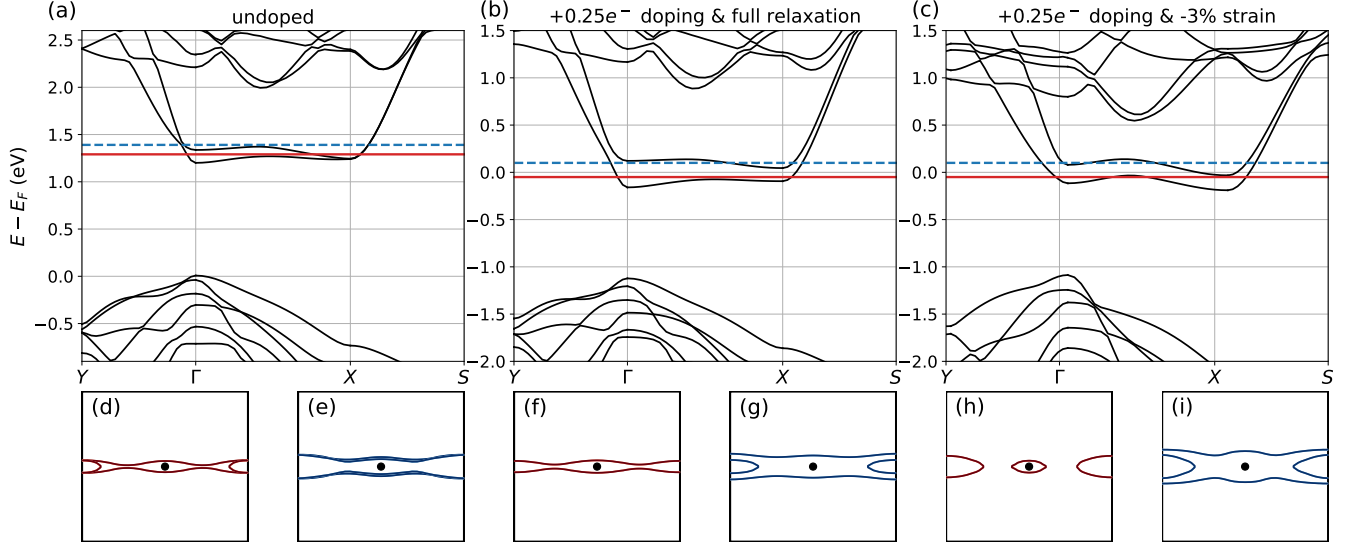 (a) undoped
(b) +0.25e⁻ doping & full relaxation
(c) +0.25e⁻ doping & -3% strain
E − E_F (eV)
2.5
2.0
1.5
1.0
0.5
0.0
−0.5
Y Γ X S
1.5
1.0
0.5
0.0
−0.5
−1.0
−1.5
−2.0
Y Γ X S
1.5
1.0
0.5
0.0
−0.5
−1.0
−1.5
−2.0
Y Γ X S
(d) (e) (f) (g) (h) (i)